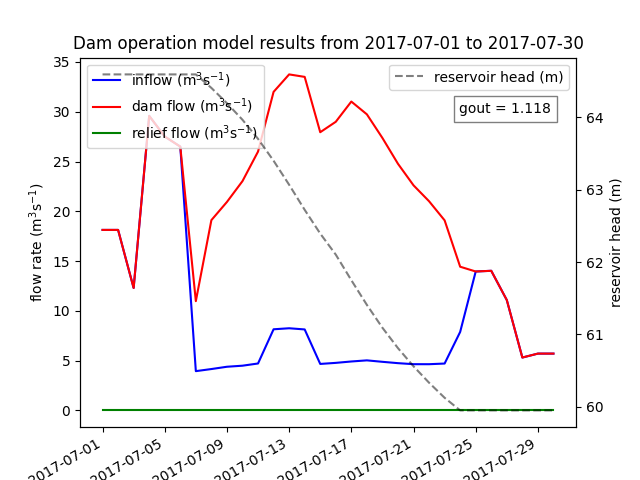 Dam operation model results from 2017-07-01 to 2017-07-30
inflow (m³s⁻¹)
dam flow (m³s⁻¹)
relief flow (m³s⁻¹)
reservoir head (m)
gout = 1.118
flow rate (m³s⁻¹)
35
30
25
20
15
10
5
0
64
63
62
61
60
reservoir head (m)
2017-07-01
2017-07-05
2017-07-09
2017-07-13
2017-07-17
2017-07-21
2017-07-25
2017-07-29